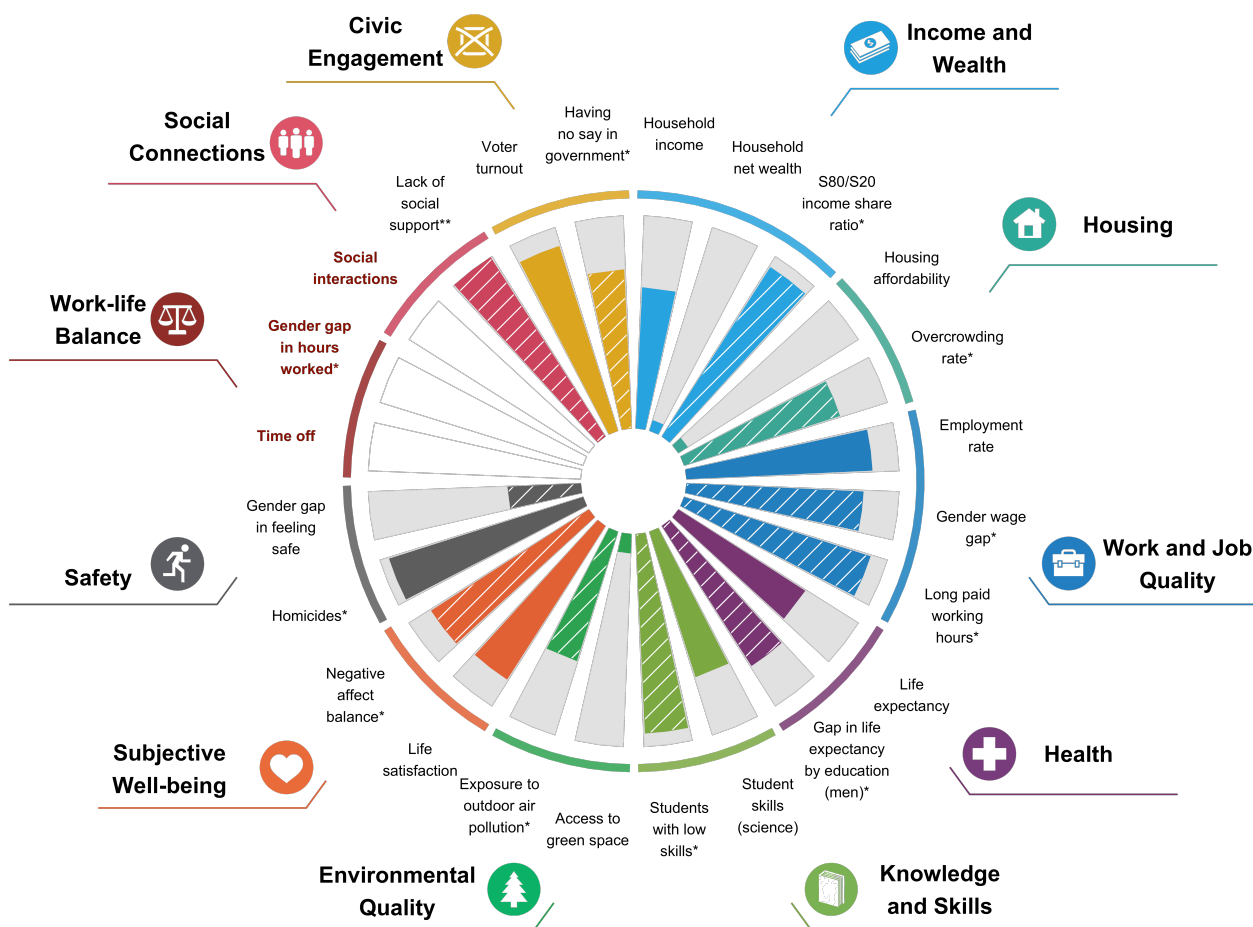 Civic
Engagement
Income and
Wealth
Social
Connections
Having
no say in
government*
Household
income
Voter
turnout
Household
net wealth
Lack of
social
support**
S80/S20
income share
ratio*
Housing
Social
interactions
Housing
affordability
Work-life
Balance
Gender gap
in hours
worked*
Overcrowding
rate*
Time off
Employment
rate
Gender gap
in feeling
safe
Gender wage
gap*
Work and Job
Quality
Safety
Homicides*
Long paid
working
hours*
Negative
affect
balance*
Life
expectancy
Subjective
Well-being
Life
satisfaction
Gap in life
expectancy
by education
(men)*
Health
Exposure to
outdoor air
pollution*
Access to
green space
Students
with low
skills*
Student
skills
(science)
Environmental
Quality
Knowledge
and Skills